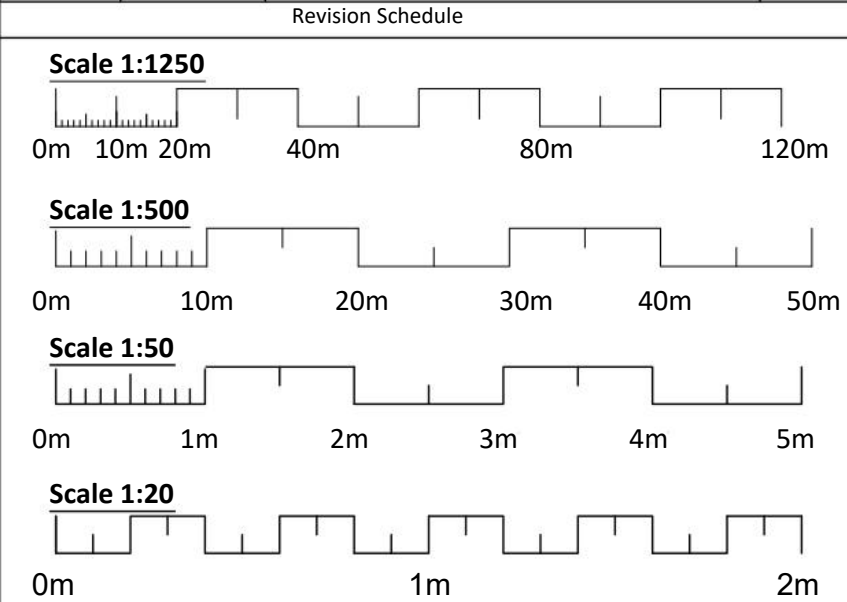 Revision Schedule
Scale 1:1250
0m 10m 20m 40m 80m 120m
Scale 1:500
0m 10m 20m 30m 40m 50m
Scale 1:50
0m 1m 2m 3m 4m 5m
Scale 1:20
0m 1m 2m